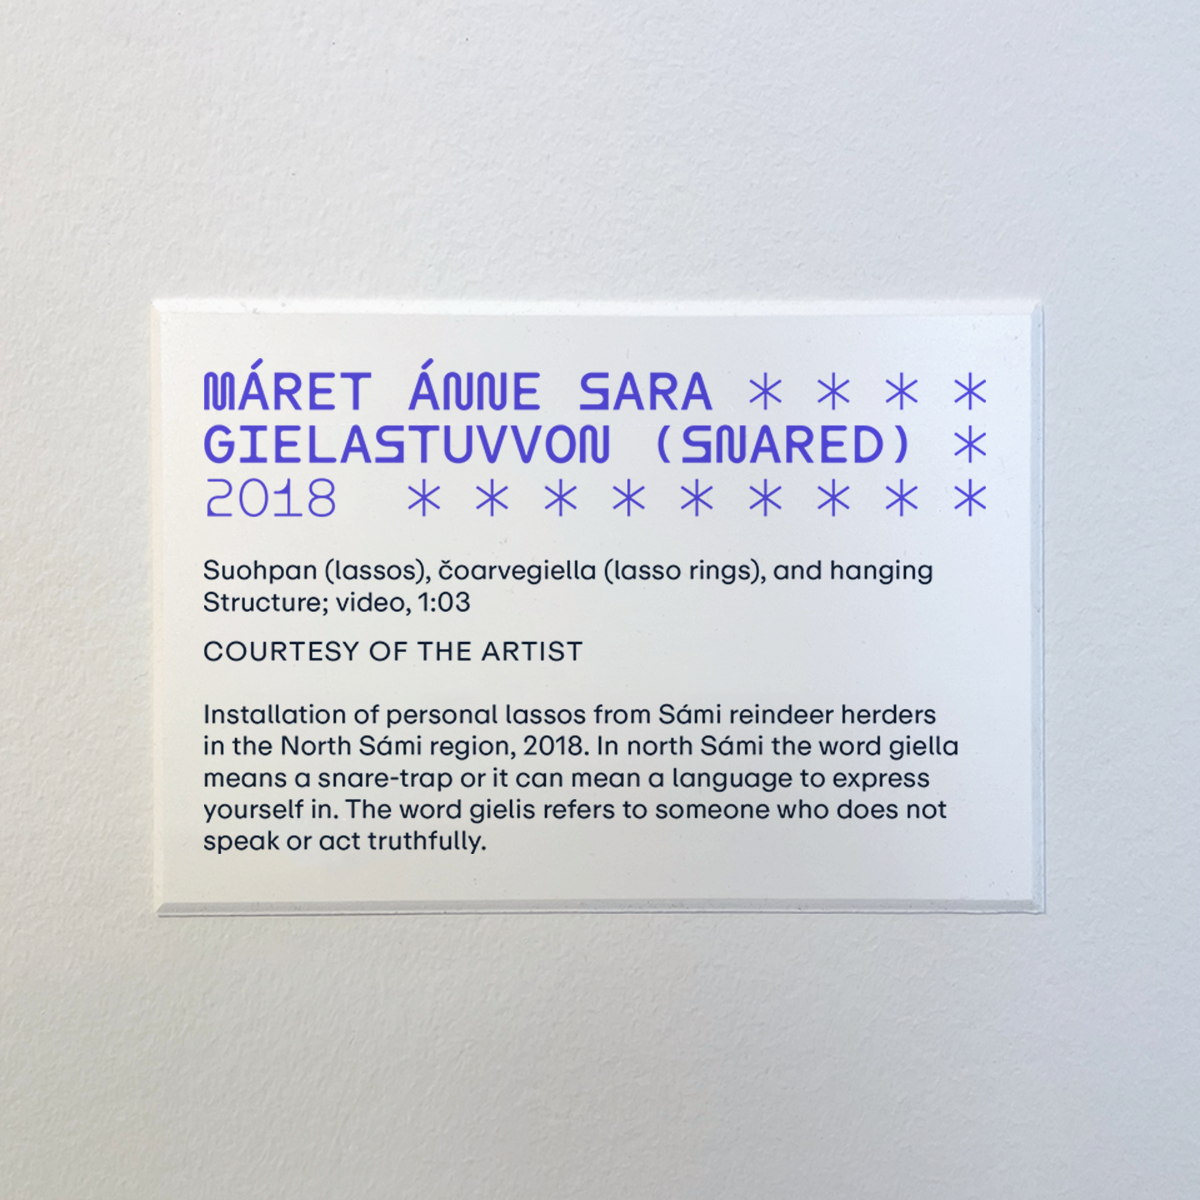 MÁRET ÁNNE SARA * * * *
GIELASTUVVON (SNARED) *
2018 * * * * * * * * *
Suohpan (lassos), čoarvegiella (lasso rings), and hanging
Structure; video, 1:03
COURTESY OF THE ARTIST
Installation of personal lassos from Sámi reindeer herders
in the North Sámi region, 2018. In north Sámi the word giella
means a snare-trap or it can mean a language to express
yourself in. The word gielis refers to someone who does not
speak or act truthfully.